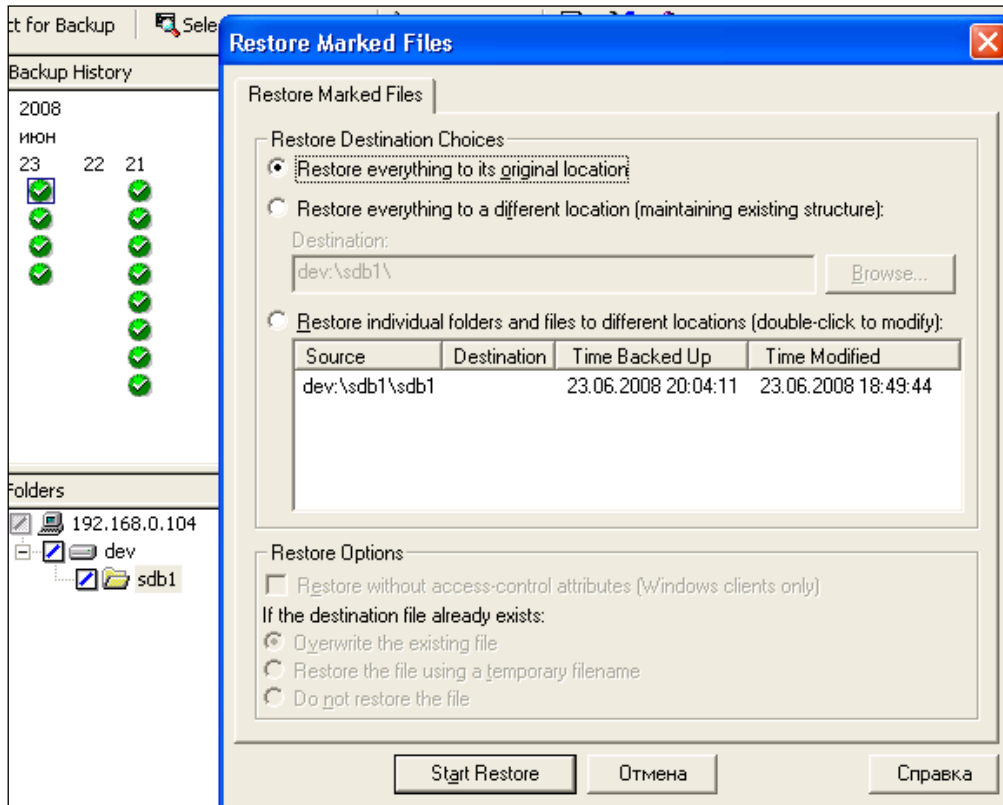 ct for Backup Sele
Backup History
2008
июн
23 22 21
Folders
192.168.0.104
dev
sdb1
Restore Marked Files
Restore Marked Files
Restore Destination Choices
Restore everything to its original location
Restore everything to a different location (maintaining existing structure):
Destination:
dev:\sdb1\
Browse...
Restore individual folders and files to different locations (double-click to modify):
Source Destination Time Backed Up Time Modified
dev:\sdb1\sdb1 23.06.2008 20:04:11 23.06.2008 18:49:44
Restore Options
Restore without access-control attributes (Windows clients only)
If the destination file already exists:
Overwrite the existing file
Restore the file using a temporary filename
Do not restore the file
Start Restore Отмена Справка